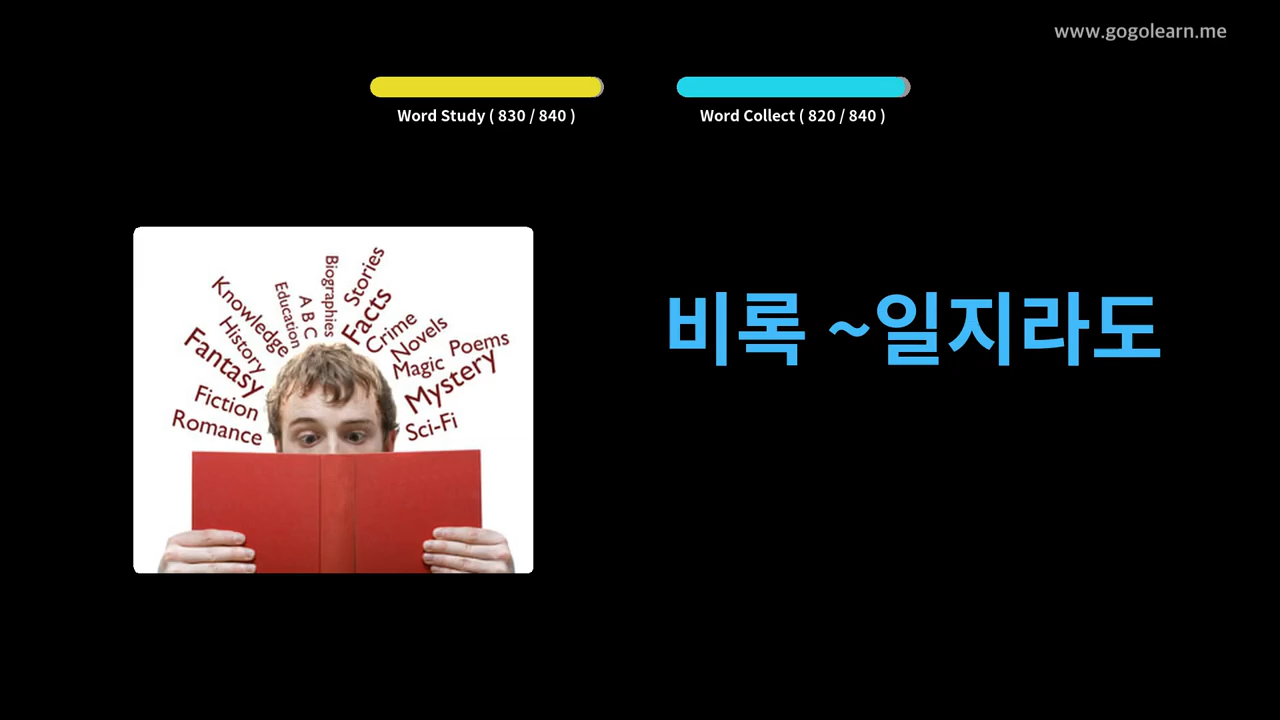 www.gogolearn.me
Word Study ( 830 / 840 )
Word Collect ( 820 / 840 )
비록 ~일지라도
Knowledge
History
Fantasy
Fiction
Romance
Education
A B C
Biographies
Stories
Facts
Crime
Novels
Magic
Poems
Mystery
Sci-Fi